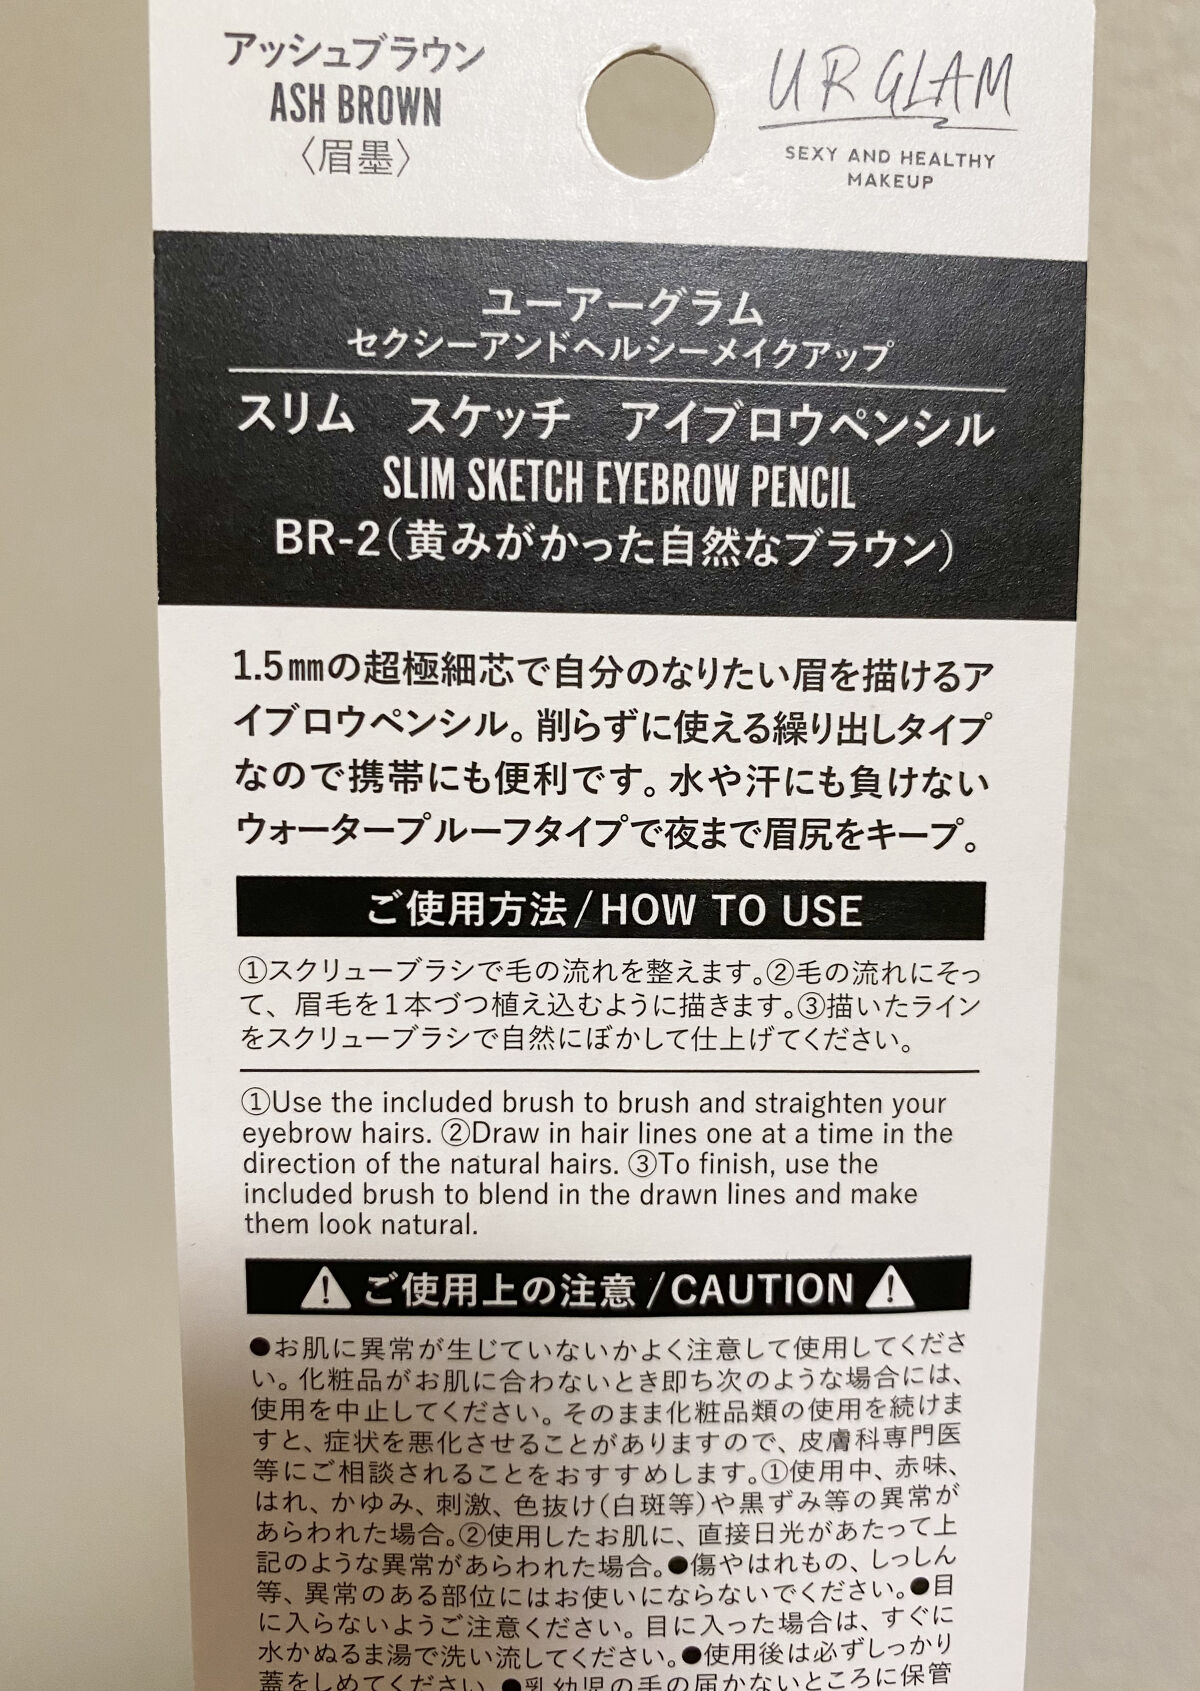 アッシュブラウン
ASH BROWN
〈眉墨〉
UR GLAM
SEXY AND HEALTHY
MAKEUP
ユーアーグラム
セクシーアンドヘルシーメイクアップ
スリム　スケッチ　アイブロウペンシル
SLIM SKETCH EYEBROW PENCIL
BR-2(黄みがかった自然なブラウン)
1.5㎜の超極細芯で自分のなりたい眉を描けるア
イブロウペンシル。削らずに使える繰り出しタイプ
なので携帯にも便利です。水や汗にも負けない
ウォータープルーフタイプで夜まで眉尻をキープ。
ご使用方法/HOW TO USE
①スクリューブラシで毛の流れを整えます。②毛の流れにそっ
て、眉毛を1本づつ植え込むように描きます。③描いたライン
をスクリューブラシで自然にぼかして仕上げてください。
①Use the included brush to brush and straighten your
eyebrow hairs. ②Draw in hair lines one at a time in the
direction of the natural hairs. ③To finish, use the
included brush to blend in the drawn lines and make
them look natural.
⚠ご使用上の注意/CAUTION⚠
●お肌に異常が生じていないかよく注意して使用してくださ
い。化粧品がお肌に合わないとき即ち次のような場合には、
使用を中止してください。そのまま化粧品類の使用を続けま
すと、症状を悪化させることがありますので、皮膚科専門医
等にご相談されることをおすすめします。①使用中、赤味、
はれ、かゆみ、刺激、色抜け(白斑等)や黒ずみ等の異常が
あらわれた場合。②使用したお肌に、直接日光があたって上
記のような異常があらわれた場合。●傷やはれもの、しっしん
等、異常のある部位にはお使いにならないでください。●目
に入らないようご注意ください。目に入った場合は、すぐに
水かぬるま湯で洗い流してください。●使用後は必ずしっかり
蓋をしめてください。●乳幼児の手の届かないところに保管